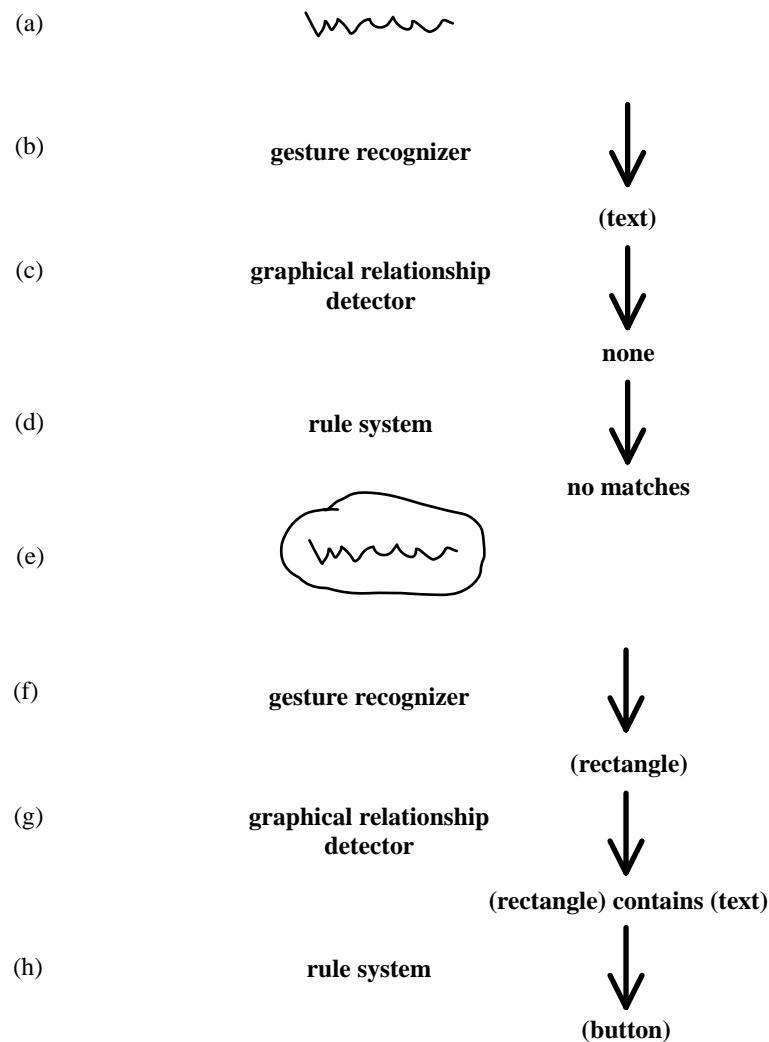 (a)
(b) gesture recognizer
(text)
(c) graphical relationship
detector
none
(d) rule system
no matches
(e)
(f) gesture recognizer
(rectangle)
(g) graphical relationship
detector
(rectangle) contains (text)
(h) rule system
(button)